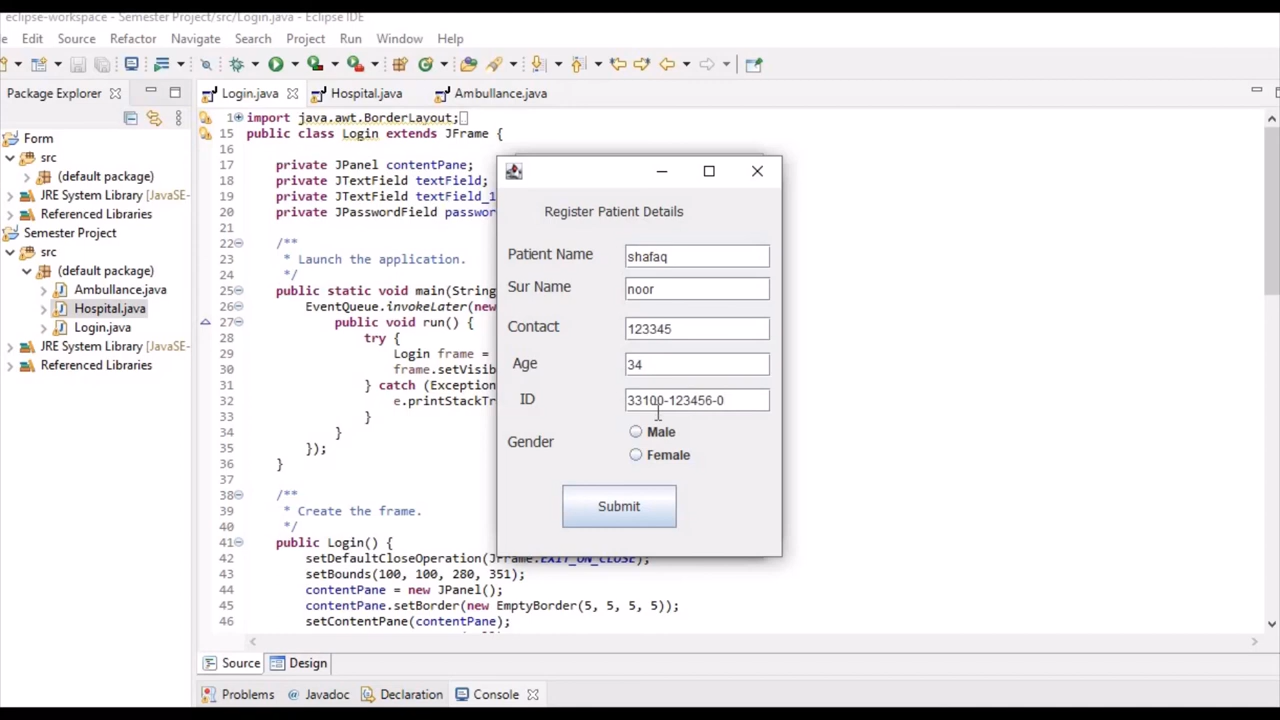 eclipse-workspace - Semester Project/src/Login.java - Eclipse IDE
e Edit Source Refactor Navigate Search Project Run Window Help
Package Explorer
Form
src
(default package)
JRE System Library [JavaSE-
Referenced Libraries
Semester Project
src
(default package)
Ambullance.java
Hospital.java
Login.java
JRE System Library [JavaSE-
Referenced Libraries
Login.java Hospital.java Ambullance.java
1 import java.awt.BorderLayout;
15 public class Login extends JFrame {
16
17 private JPanel contentPane;
18 private JTextField textField;
19 private JTextField textField_1
20 private JPasswordField passwor
21
22 /**
23 * Launch the application.
24 */
25 public static void main(String
26 EventQueue.invokeLater(new
27 public void run() {
28 try {
29 Login frame =
30 frame.setVisib
31 } catch (Exception
32 e.printStackTr
33 }
34 }
35 });
36 }
37
38 /**
39 * Create the frame.
40 */
41 public Login() {
42 setDefaultCloseOperation(JFrame.EXIT_ON_CLOSE);
43 setBounds(100, 100, 280, 351);
44 contentPane = new JPanel();
45 contentPane.setBorder(new EmptyBorder(5, 5, 5, 5));
46 setContentPane(contentPane);
Register Patient Details
Patient Name shafaq
Sur Name noor
Contact 123345
Age 34
ID 33100-123456-0
Gender
Male
Female
Submit
Source Design
Problems Javadoc Declaration Console